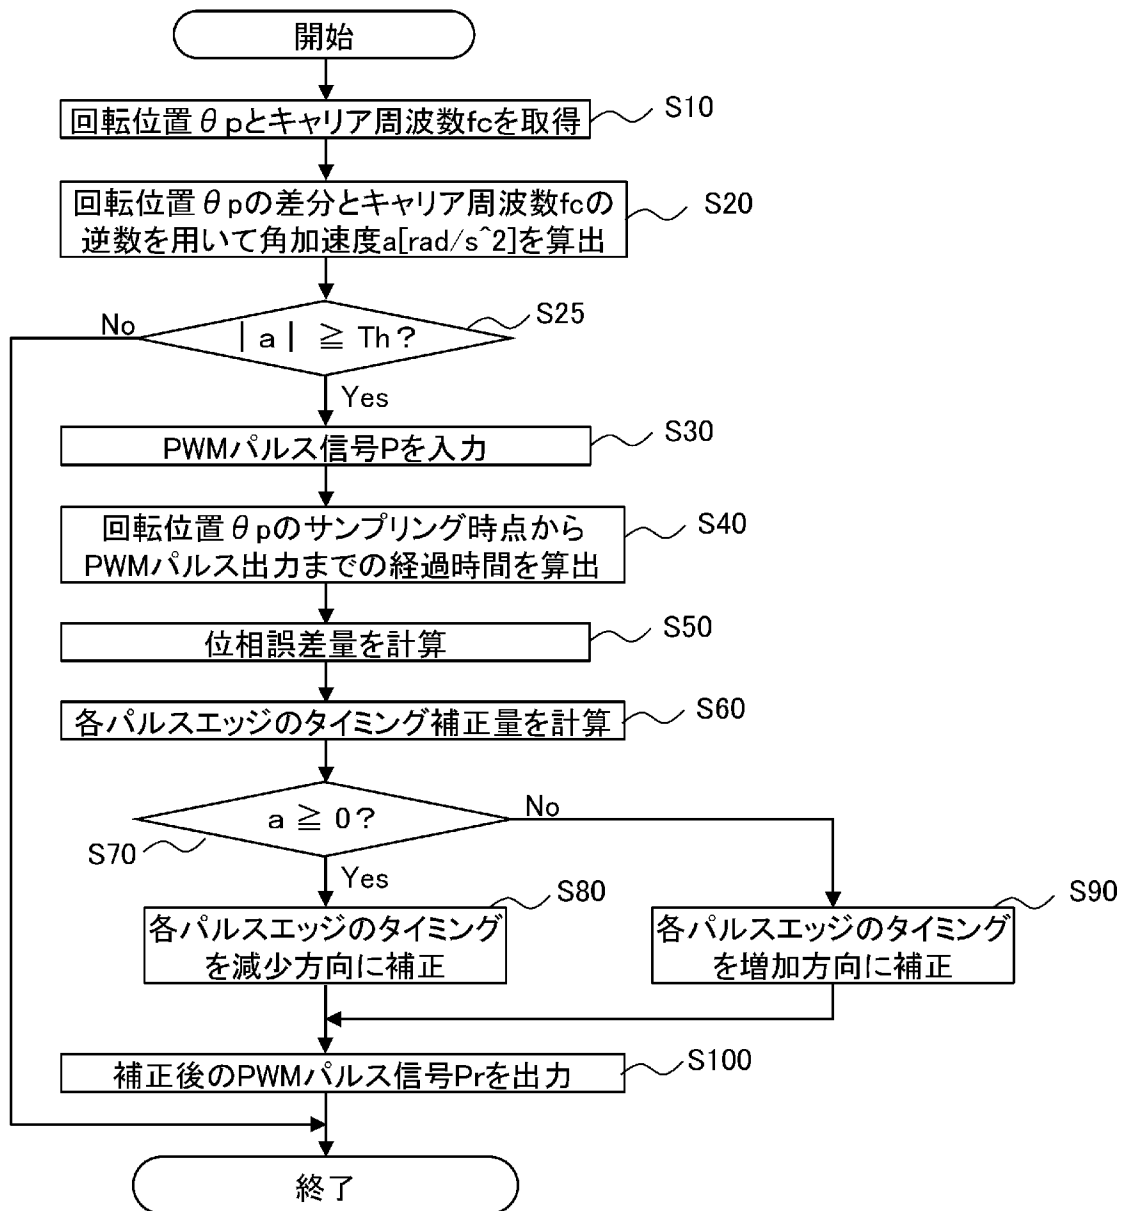 開始
回転位置θpとキャリア周波数fcを取得
S10
回転位置θpの差分とキャリア周波数fcの
逆数を用いて角加速度a[rad/s^2]を算出
S20
|a| ≧ Th?
S25
No
Yes
PWMパルス信号Pを入力
S30
回転位置θpのサンプリング時点から
PWMパルス出力までの経過時間を算出
S40
位相誤差量を計算
S50
各パルスエッジのタイミング補正量を計算
S60
a ≧ 0?
No
S70
Yes
S80
各パルスエッジのタイミング
を減少方向に補正
S90
各パルスエッジのタイミング
を増加方向に補正
補正後のPWMパルス信号Prを出力
S100
終了